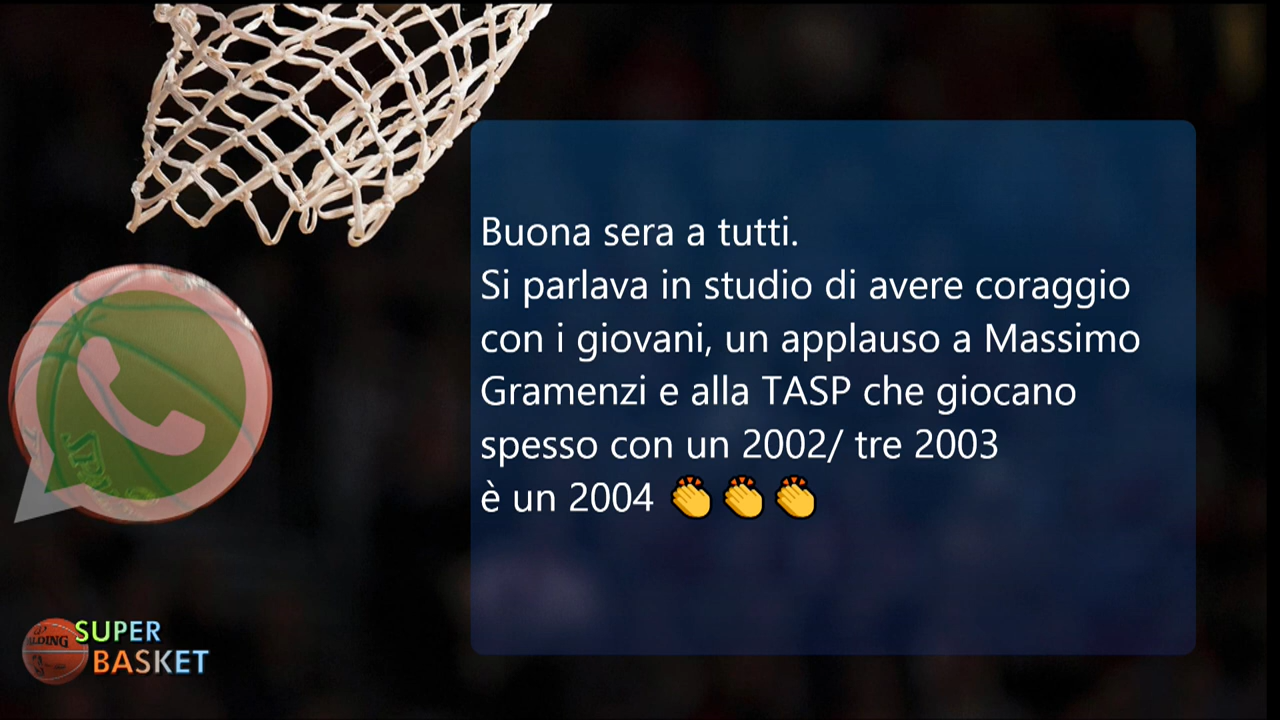 Buona sera a tutti.
Si parlava in studio di avere coraggio
con i giovani, un applauso a Massimo
Gramenzi e alla TASP che giocano
spesso con un 2002/ tre 2003
è un 2004 👏👏👏
SUPER
BASKET